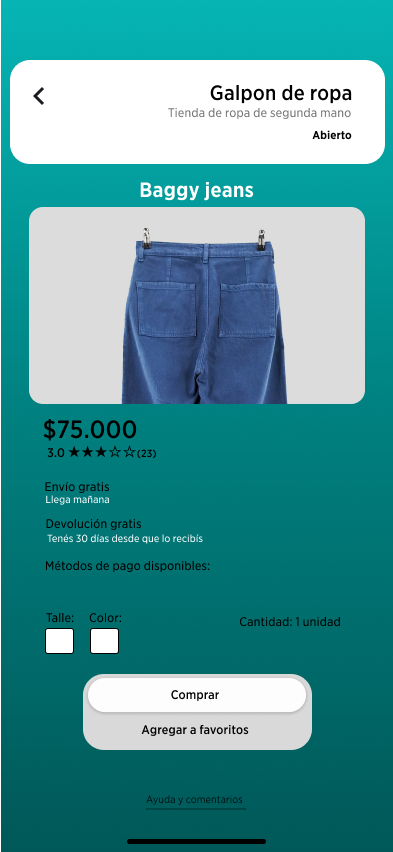 Galpon de ropa
Tienda de ropa de segunda mano
Abierto
Baggy jeans
$75.000
3.0 ★★★☆☆(23)
Envío gratis
Llega mañana
Devolución gratis
Tenés 30 días desde que lo recibís
Métodos de pago disponibles:
Talle: Color:
Cantidad: 1 unidad
Comprar
Agregar a favoritos
Ayuda y comentarios